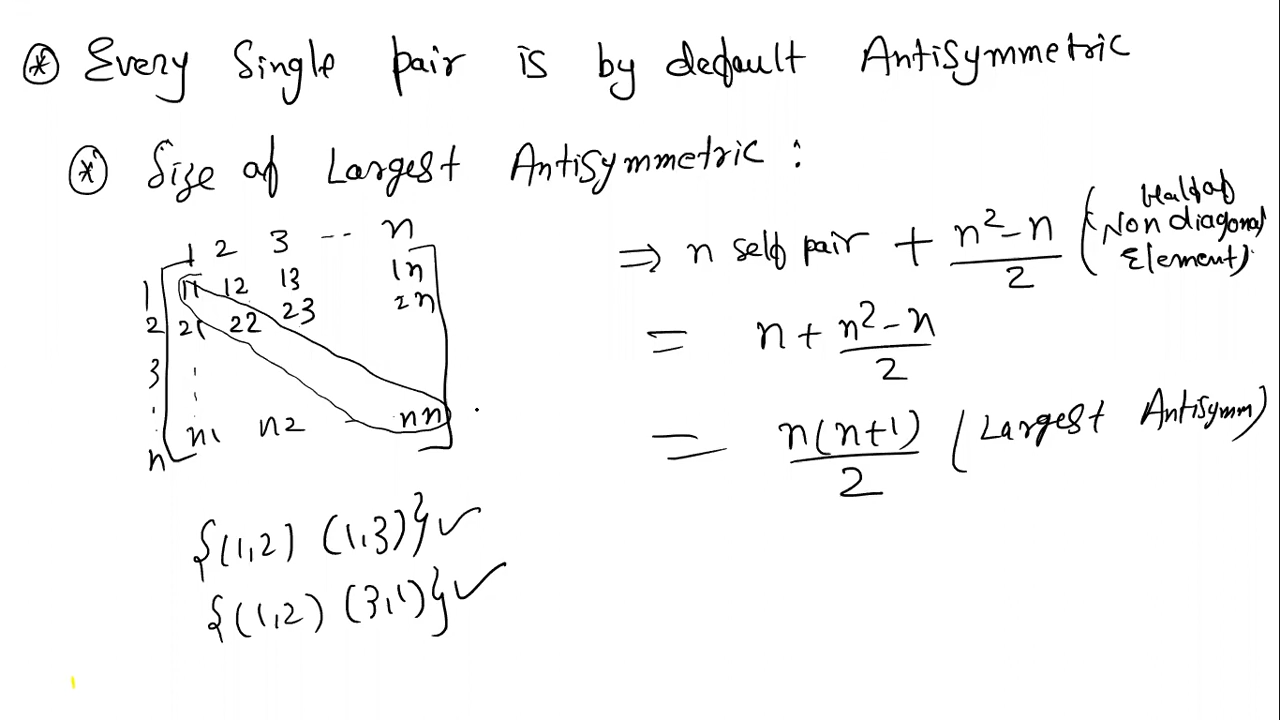 ⊛ Every Single pair is by default Antisymmetric
⊛ Size of Largest Antisymmetric :
1 2 3 -- n
1 11 12 13 1n
2 21 22 23 2n
3
n n1 n2 - nn
⇒ n self pair + (n²-n)/2 (Half of Non diagonal Element)
= n + (n²-n)/2
= n(n+1)/2 (Largest Antisymm)
{(1,2) (1,3)} ✓
{(1,2) (3,1)} ✓